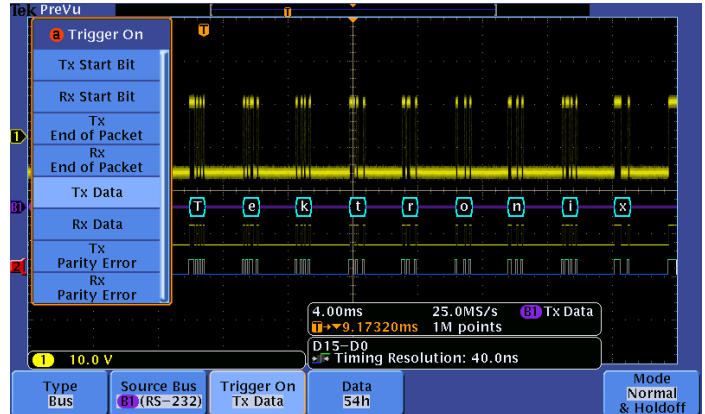 Tek PreVu
T
a Trigger On
T
Tx Start Bit
Rx Start Bit
Tx
End of Packet
Rx
End of Packet
Tx Data
Rx Data
Tx
Parity Error
Rx
Parity Error
1
B1
T e k t r o n i x
2
4.00ms 25.0MS/s B1 Tx Data
T→▼9.17320ms 1M points
D15-D0
Timing Resolution: 40.0ns
1 10.0 V
Type
Bus
Source Bus
B1 (RS-232)
Trigger On
Tx Data
Data
54h
Mode
Normal
& Holdoff